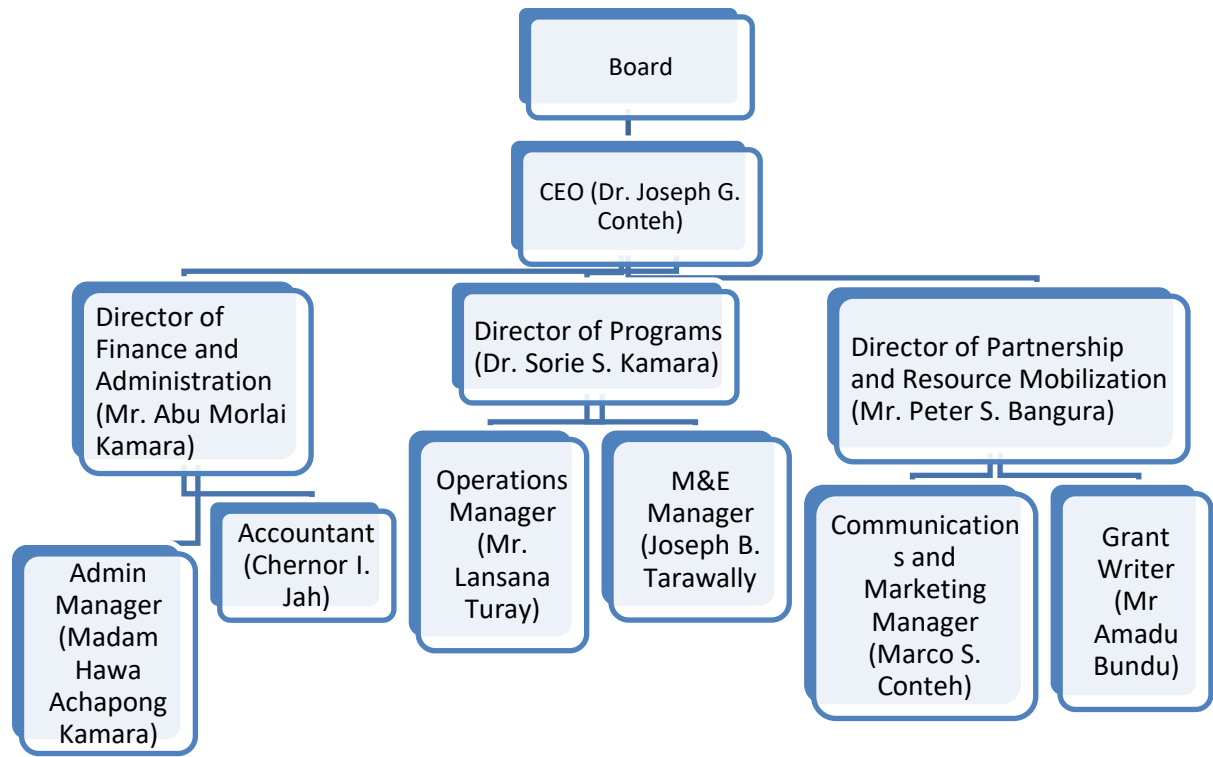 Board
CEO (Dr. Joseph G.
Conteh)
Director of
Finance and
Administration
(Mr. Abu Morlai
Kamara)
Director of Programs
(Dr. Sorie S. Kamara)
Director of Partnership
and Resource Mobilization
(Mr. Peter S. Bangura)
Admin
Manager
(Madam
Hawa
Achapong
Kamara)
Accountant
(Chernor I.
Jah)
Operations
Manager
(Mr.
Lansana
Turay)
M&E
Manager
(Joseph B.
Tarawally
Communication
s and
Marketing
Manager
(Marco S.
Conteh)
Grant
Writer
(Mr
Amadu
Bundu)